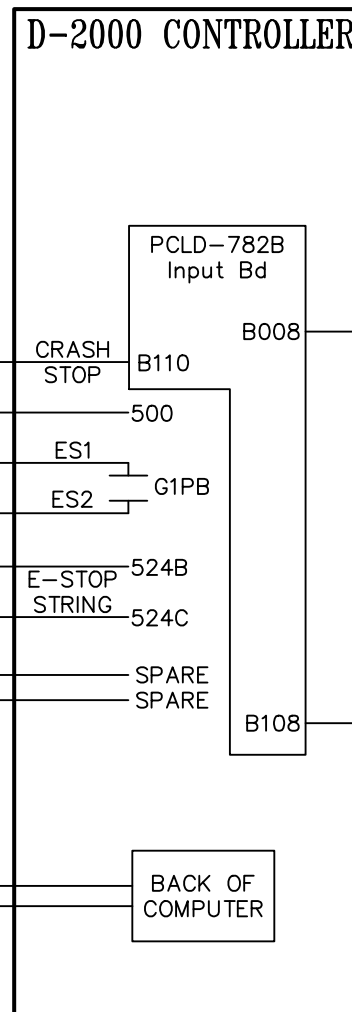 D-2000 CONTROLLER
PCLD-782B
Input Bd
B008
CRASH
STOP
B110
500
ES1
G1PB
ES2
524B
E-STOP
STRING
524C
SPARE
SPARE
B108
BACK OF
COMPUTER